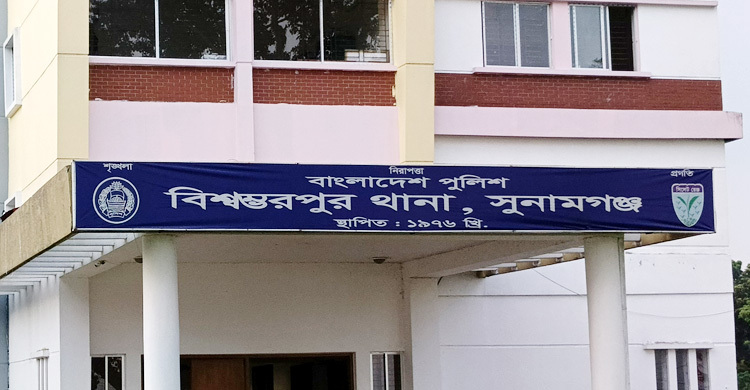 শৃঙ্খলা নিরাপত্তা প্রগতি
বাংলাদেশ পুলিশ
বিশ্বম্ভরপুর থানা, সুনামগঞ্জ
স্থাপিত : ১৯৭৬ খ্রি.
সিলেট রেঞ্জ